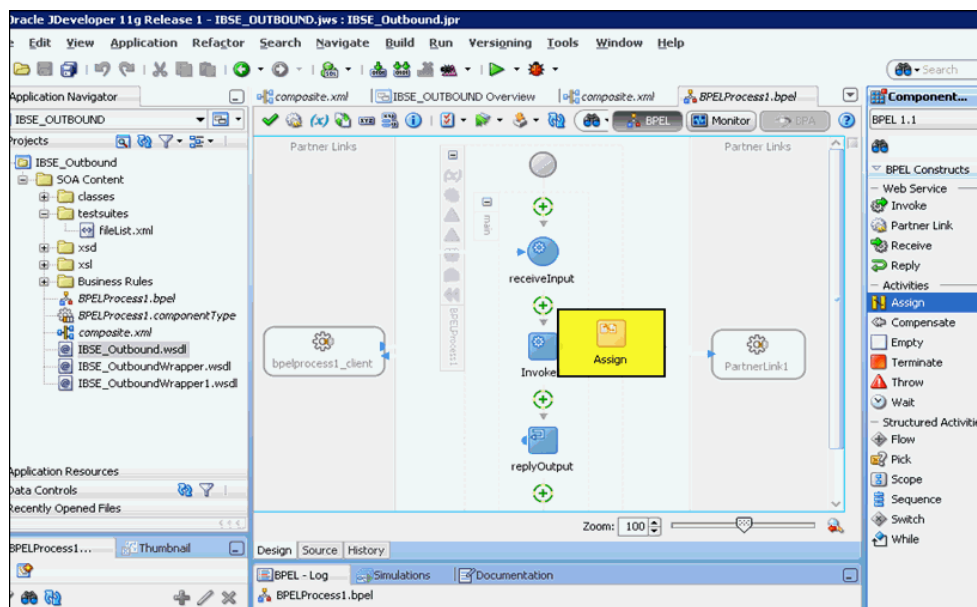 Oracle JDeveloper 11g Release 1 - IBSE_OUTBOUND.jws : IBSE_Outbound.jpr
Edit View Application Refactor Search Navigate Build Run Versioning Tools Window Help
Search
Application Navigator
composite.xml
IBSE_OUTBOUND Overview
composite.xml
BPELProcess1.bpel
Component...
IBSE_OUTBOUND
BPEL
Monitor
BPA
BPEL 1.1
Projects
IBSE_Outbound
SOA Content
classes
testsuites
fileList.xml
xsd
xsl
Business Rules
BPELProcess1.bpel
BPELProcess1.componentType
composite.xml
IBSE_Outbound.wsdl
IBSE_OutboundWrapper.wsdl
IBSE_OutboundWrapper1.wsdl
Application Resources
Data Controls
Recently Opened Files
BPELProcess1...
Thumbnail
Partner Links
Partner Links
main
BPELProcess1
receiveInput
bpelprocess1_client
Invoke
Assign
PartnerLink1
replyOutput
Zoom: 100
Design Source History
BPEL - Log
Simulations
Documentation
BPELProcess1.bpel
BPEL Constructs
Web Service
Invoke
Partner Link
Receive
Reply
Activities
Assign
Compensate
Empty
Terminate
Throw
Wait
Structured Activitie
Flow
Pick
Scope
Sequence
Switch
While